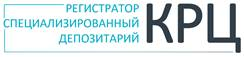 РЕГИСТРАТОР
СПЕЦИАЛИЗИРОВАННЫЙ
ДЕПОЗИТАРИЙ
КРЦ